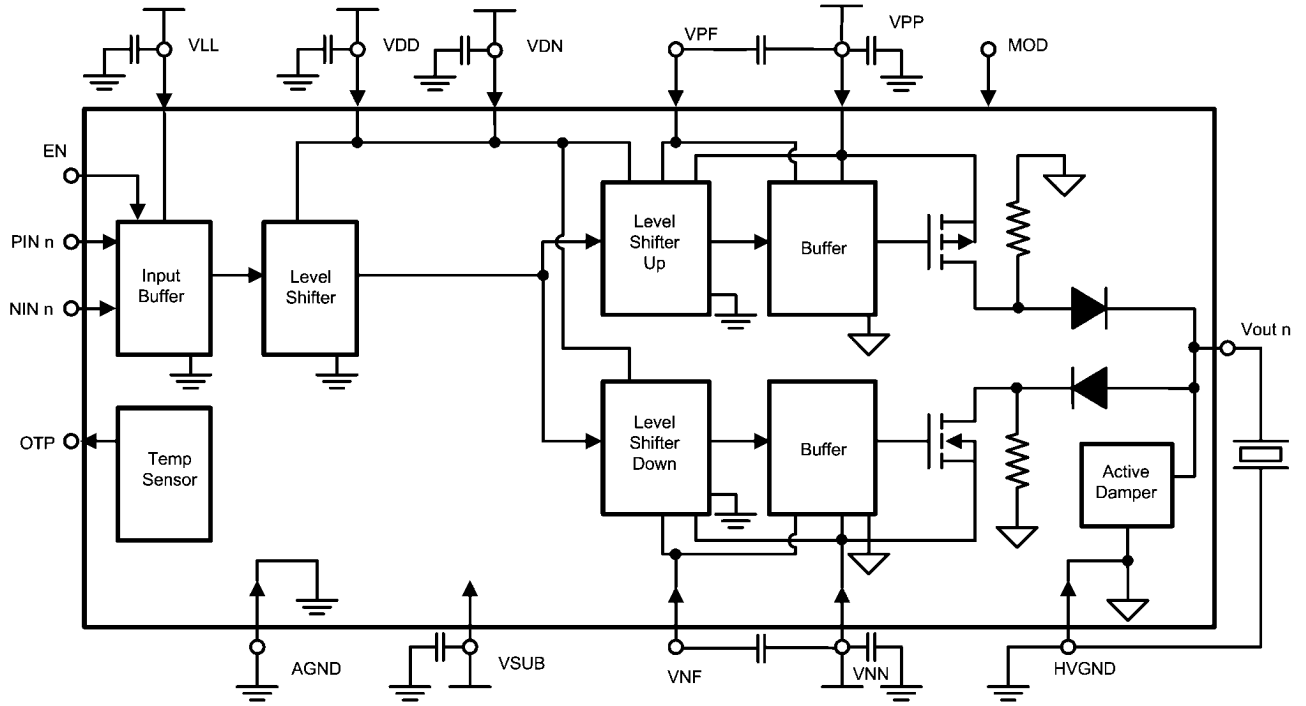 VLL
VDD
VDN
VPF
VPP
MOD
EN
PIN n
NIN n
Input
Buffer
Level
Shifter
Level
Shifter
Up
Buffer
Vout n
OTP
Temp
Sensor
Level
Shifter
Down
Buffer
Active
Damper
AGND
VSUB
VNF
VNN
HVGND